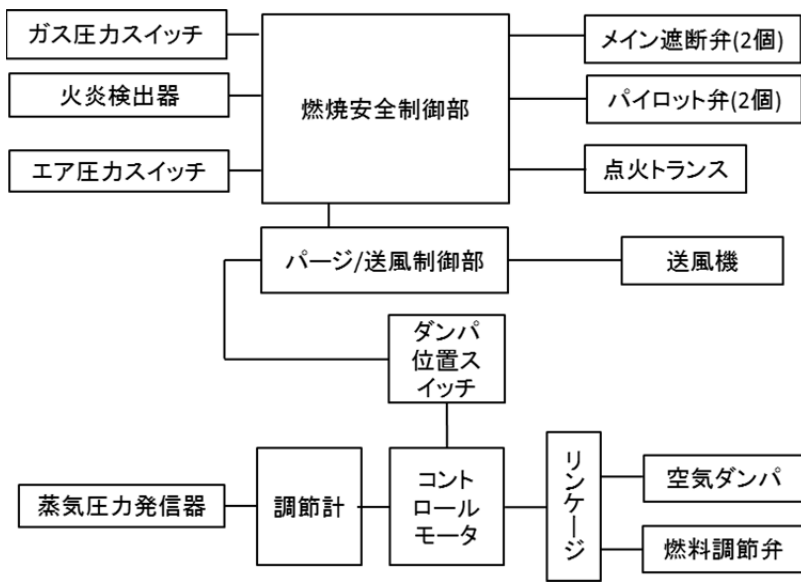 ガス圧力スイッチ
火炎検出器
エア圧力スイッチ
燃焼安全制御部
メイン遮断弁(2個)
パイロット弁(2個)
点火トランス
パージ/送風制御部
送風機
ダンパ
位置ス
イッチ
蒸気圧力発信器
調節計
コント
ロール
モータ
リンケージ
空気ダンパ
燃料調節弁